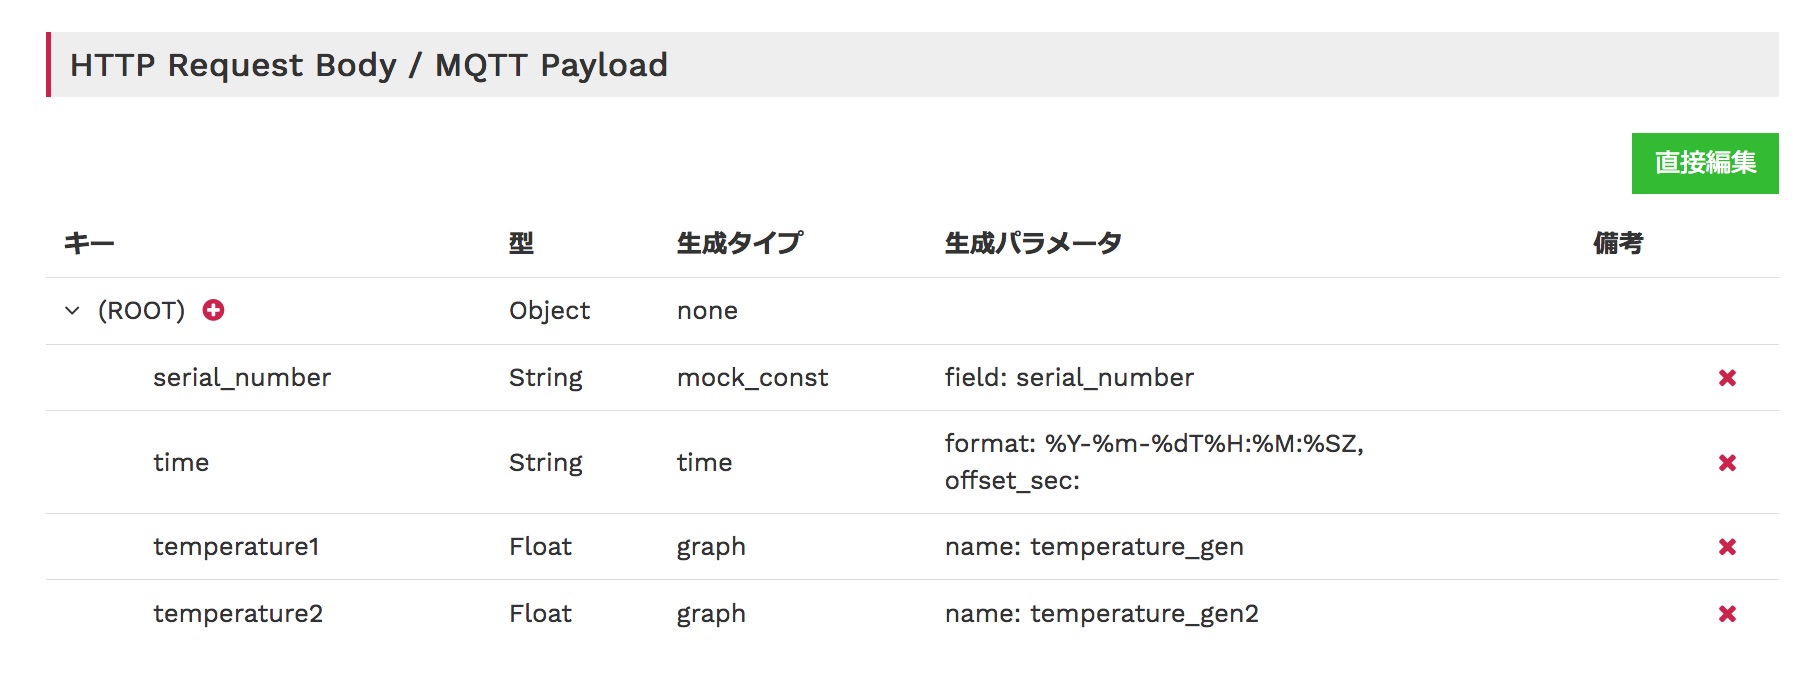 HTTP Request Body / MQTT Payload
直接編集
キー 型 生成タイプ 生成パラメータ 備考
(ROOT) Object none
serial_number String mock_const field: serial_number
time String time format: %Y-%m-%dT%H:%M:%SZ,
offset_sec:
temperature1 Float graph name: temperature_gen
temperature2 Float graph name: temperature_gen2